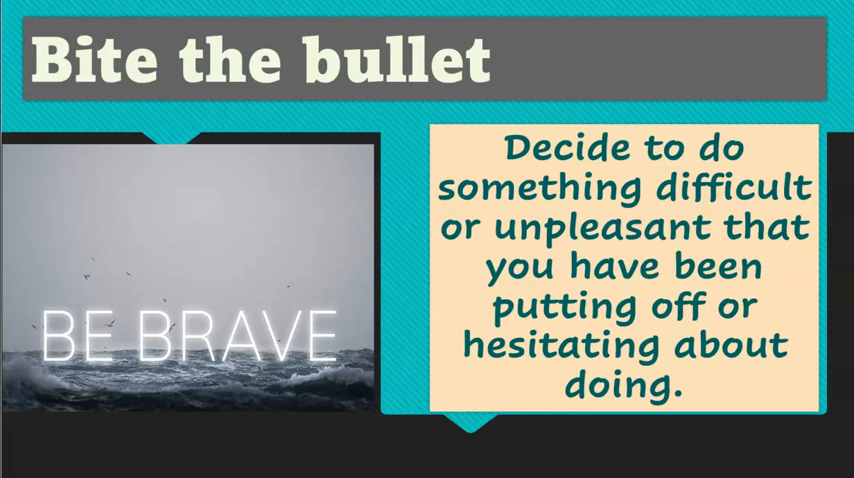 Bite the bullet
BE BRAVE
Decide to do
something difficult
or unpleasant that
you have been
putting off or
hesitating about
doing.